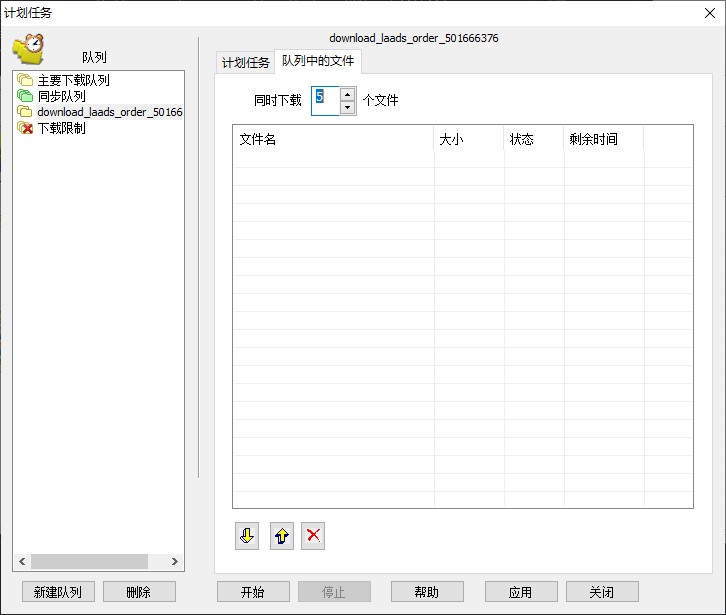 计划任务
队列
主要下载队列
同步队列
download_laads_order_50166
下载限制
新建队列
删除
download_laads_order_501666376
计划任务
队列中的文件
同时下载 5 个文件
文件名 大小 状态 剩余时间
开始
停止
帮助
应用
关闭